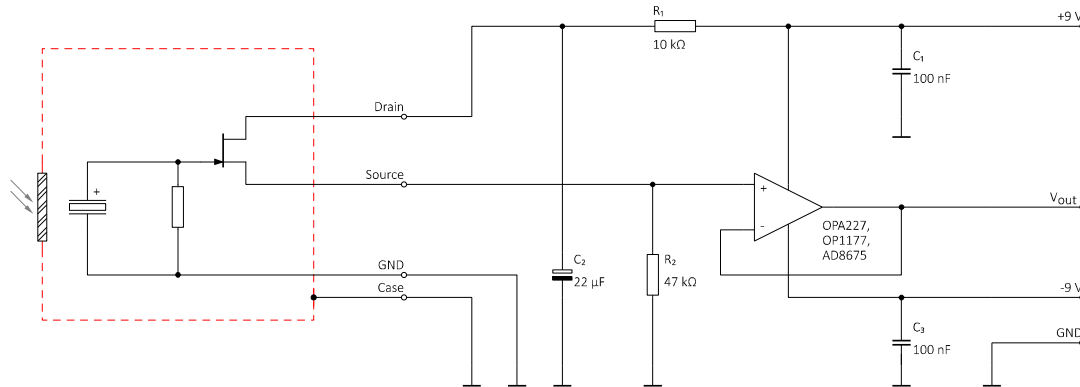 R₁
+9 V
10 kΩ
C₁
100 nF
Drain
+
Source
+
-
Vout
OPA227,
OP1177,
AD8675
GND
C₂
22 µF
R₂
47 kΩ
Case
-9 V
C₃
100 nF
GND